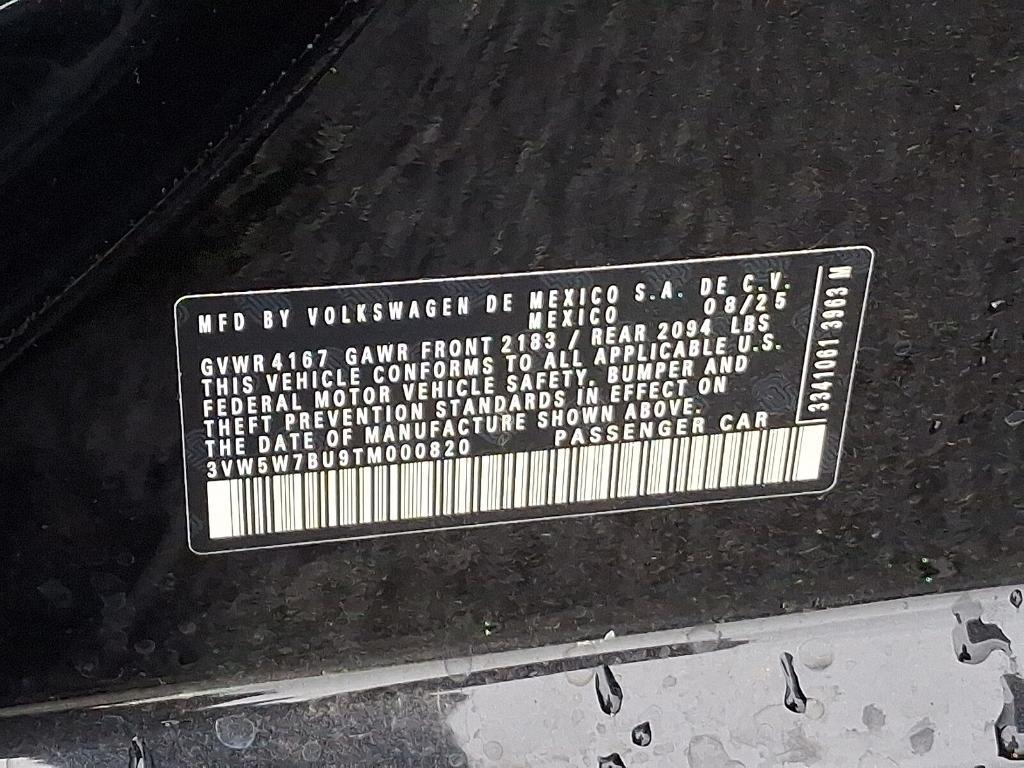 MFD BY VOLKSWAGEN DE MEXICO S.A. DE C.V.
MEXICO 08/25
GVWR 4167 GAWR FRONT 2183 / REAR 2094 LBS
THIS VEHICLE CONFORMS TO ALL APPLICABLE U.S.
FEDERAL MOTOR VEHICLE SAFETY, BUMPER AND
THEFT PREVENTION STANDARDS IN EFFECT ON
THE DATE OF MANUFACTURE SHOWN ABOVE.
3VW5W7BU9TM000820 PASSENGER CAR
3341061 3963 M